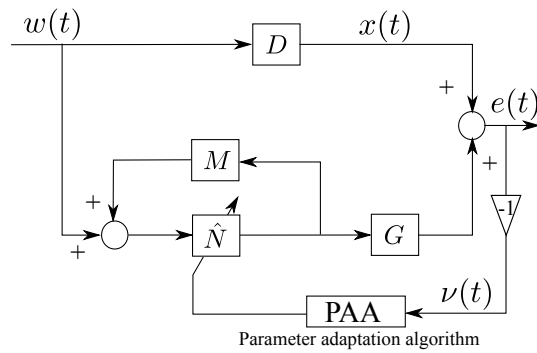 w(t)
D
x(t)
+
e(t)
+
M
+
-1
N̂
G
+
ν(t)
PAA
Parameter adaptation algorithm